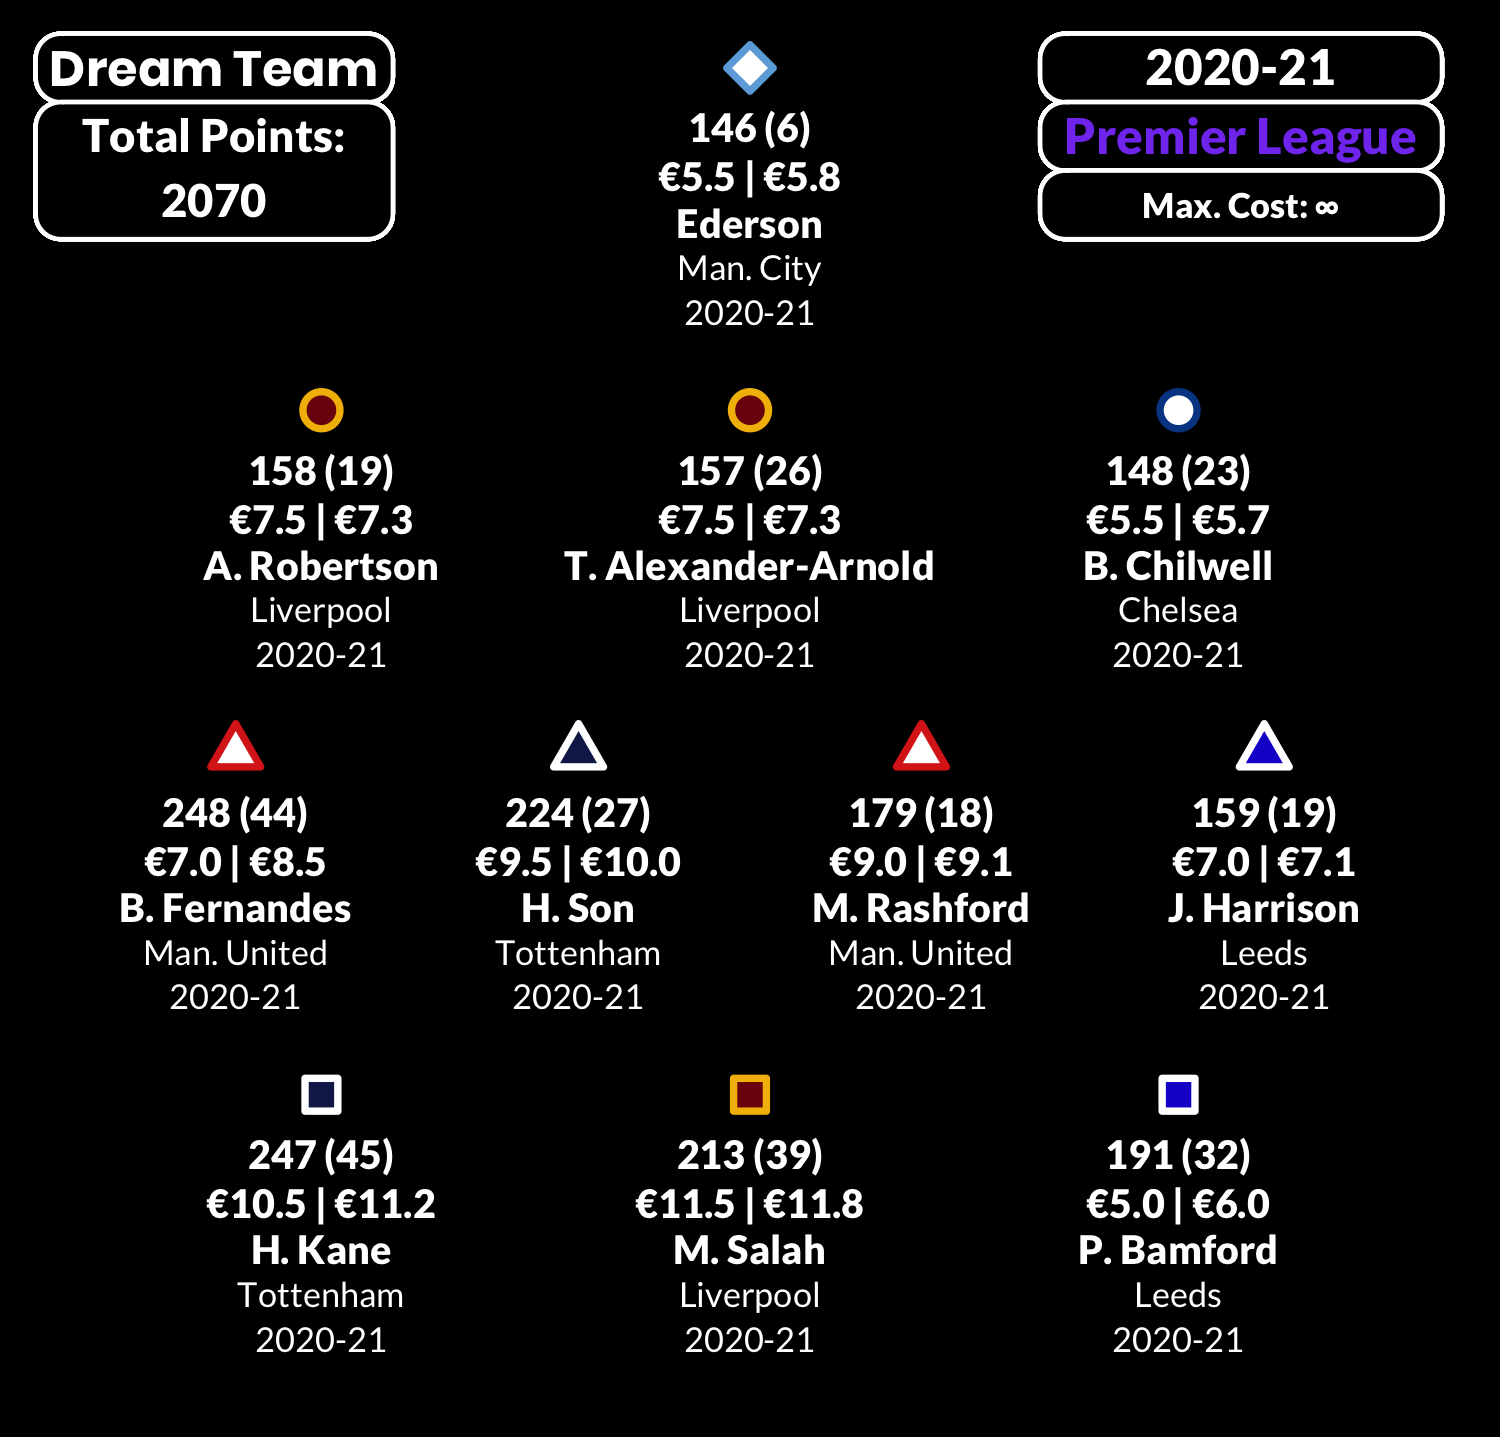 Dream Team
Total Points:
2070
2020-21
Premier League
Max. Cost: ∞
146 (6)
€5.5 | €5.8
Ederson
Man. City
2020-21
158 (19)
€7.5 | €7.3
A. Robertson
Liverpool
2020-21
157 (26)
€7.5 | €7.3
T. Alexander-Arnold
Liverpool
2020-21
148 (23)
€5.5 | €5.7
B. Chilwell
Chelsea
2020-21
248 (44)
€7.0 | €8.5
B. Fernandes
Man. United
2020-21
224 (27)
€9.5 | €10.0
H. Son
Tottenham
2020-21
179 (18)
€9.0 | €9.1
M. Rashford
Man. United
2020-21
159 (19)
€7.0 | €7.1
J. Harrison
Leeds
2020-21
247 (45)
€10.5 | €11.2
H. Kane
Tottenham
2020-21
213 (39)
€11.5 | €11.8
M. Salah
Liverpool
2020-21
191 (32)
€5.0 | €6.0
P. Bamford
Leeds
2020-21